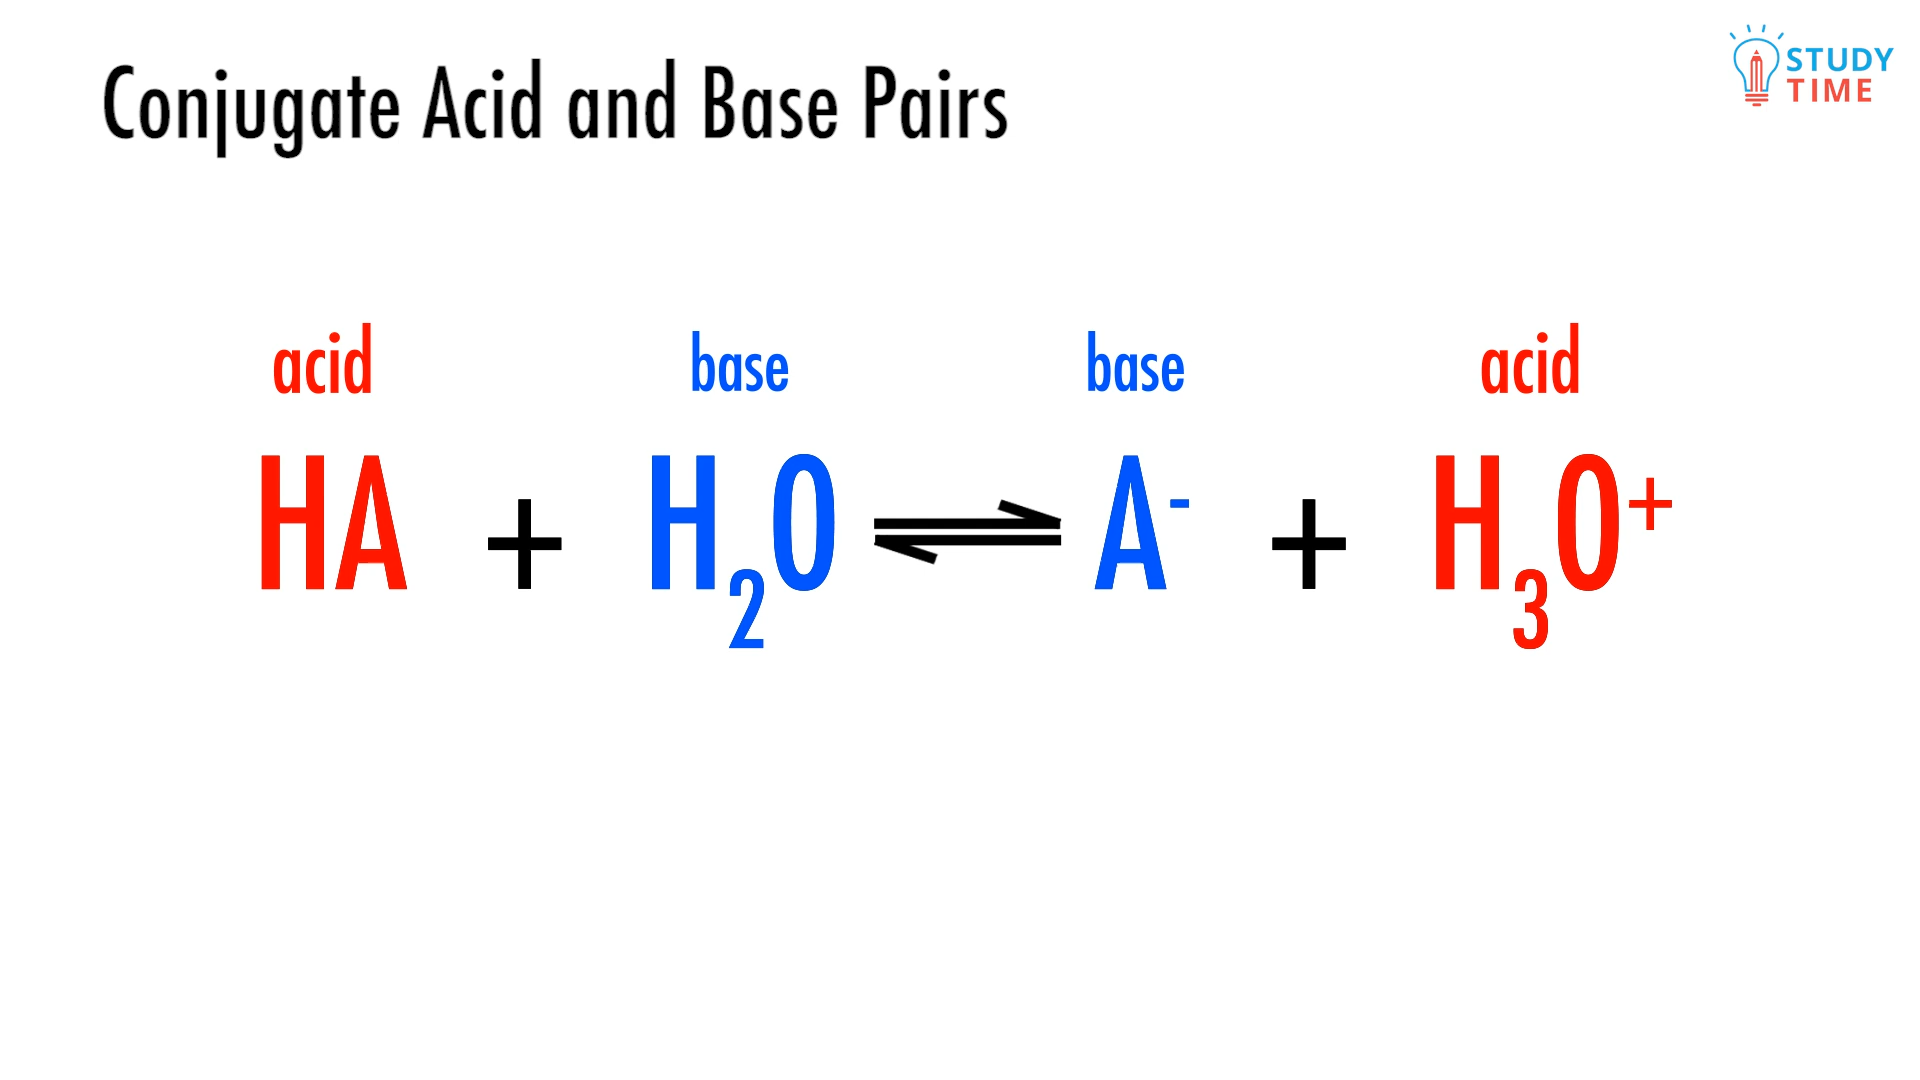 Conjugate Acid and Base Pairs
STUDY
TIME
acid base base acid
HA + H₂O ⇌ A⁻ + H₃O⁺